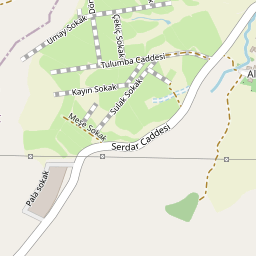 Umay Sokak
Çekiç Sokak
Tulumba Caddesi
Kayın Sokak
Sulak Sokak
Meşe Sokak
Serdar Caddesi
Pala sokak